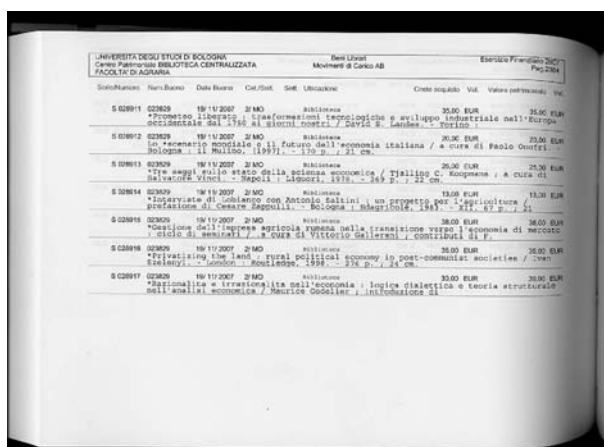 UNIVERSITA DEGLI STUDI DI BOLOGNA Beni Librari Esercizio Finanziario 2007
Centro Patrimoniale BIBLIOTECA CENTRALIZZATA Movimenti di Carico AB Pag.
FACOLTA' DI AGRARIA
Serie/Numero Num.Buono Data Buono Cat./Sott. Sett. Ubicazione Costo acquisto Val. Valore patrimoniale Val.
S 028911 023829 19/11/2007 2/ MO Biblioteca 35,00 EUR 35,00 EUR
*Prometeo liberato : trasformazioni tecnologiche e sviluppo industriale nell'Europa
occidentale dal 1750 ai giorni nostri / David S. Landes. - Torino :
S 028912 023829 19/11/2007 2/ MO Biblioteca 20,00 EUR 20,00 EUR
Lo *scenario mondiale e il futuro dell'economia italiana / a cura di Paolo Onofri. -
Bologna : il Mulino, [1997]. - 170 p. ; 21 cm.
S 028913 023829 19/11/2007 2/ MO Biblioteca 25,00 EUR 25,00 EUR
*Tre saggi sullo stato della scienza economica / Tjalling C. Koopmans ; a cura di
Salvatore Vinci. - Napoli : Liguori, 1978. - 269 p. ; 22 cm.
S 028914 023829 19/11/2007 2/ MO Biblioteca 13,00 EUR 13,00 EUR
*Interviste di Lobianco con Antonio Saltini : un progetto per l'agricoltura /
prefazione di Cesare Zappulli. - Bologna : Edagricole, 1983. - XII, 67 p. ; 21
S 028915 023829 19/11/2007 2/ MO Biblioteca 38,00 EUR 38,00 EUR
*Gestione dell'impresa agricola rumena nella transizione verso l'economia di mercato
: ciclo di seminari / a cura di Vittorio Gallerani ; contributi di F.
S 028916 023829 19/11/2007 2/ MO Biblioteca 35,00 EUR 35,00 EUR
*Privatizing the land : rural political economy in post-communist societies / Ivan
Szelenyi. - London : Routledge, 1998. - 276 p. ; 24 cm.
S 028917 023829 19/11/2007 2/ MO Biblioteca 30,00 EUR 30,00 EUR
*Razionalita e irrazionalita nell'economia : logica dialettica e teoria strutturale
nell'analisi economica / Maurice Godelier ; introduzione di